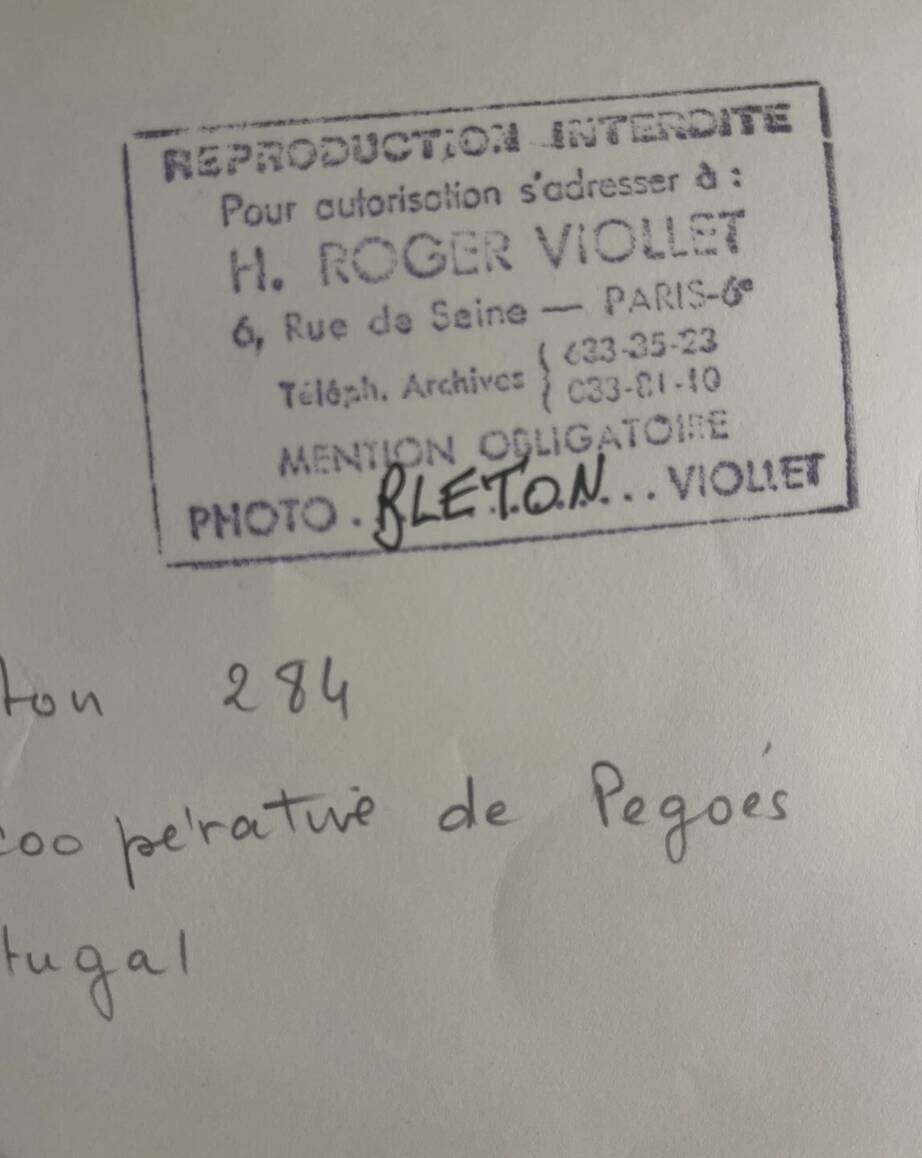 REPRODUCTION INTERDITE
Pour autorisation s'adresser à :
H. ROGER VIOLLET
6, Rue de Seine — PARIS-6e
Téléph. Archives { 633-35-23
033-81-10
MENTION OBLIGATOIRE
PHOTO . BLETON... VIOLLET
ton 284
coopérative de Pegoés
tugal